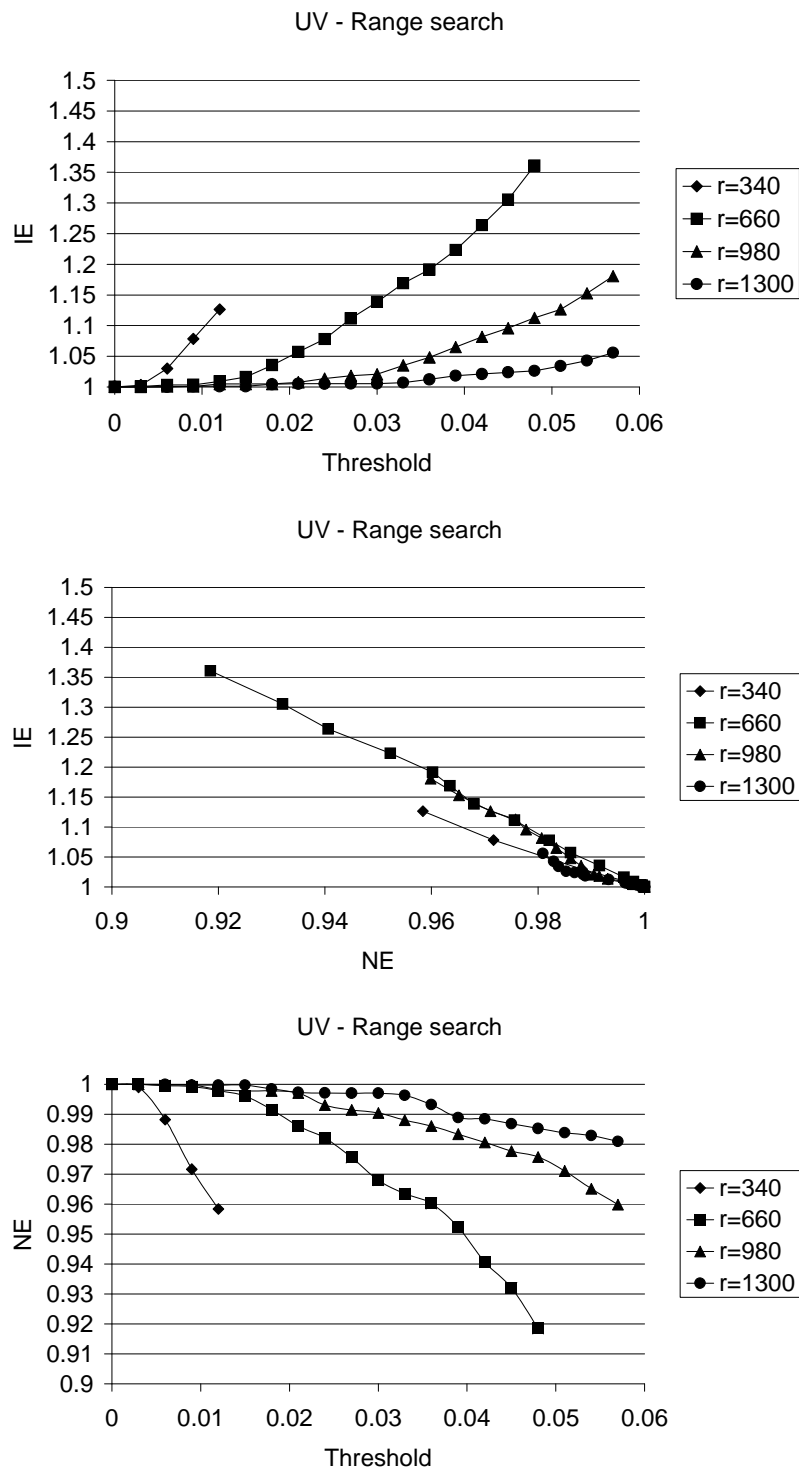 UV - Range search
1.5
1.45
1.4
1.35
1.3
1.25
1.2
1.15
1.1
1.05
1
IE
0 0.01 0.02 0.03 0.04 0.05 0.06
Threshold
r=340
r=660
r=980
r=1300
UV - Range search
1.5
1.45
1.4
1.35
1.3
1.25
1.2
1.15
1.1
1.05
1
IE
0.9 0.92 0.94 0.96 0.98 1
NE
r=340
r=660
r=980
r=1300
UV - Range search
1
0.99
0.98
0.97
0.96
0.95
0.94
0.93
0.92
0.91
0.9
NE
0 0.01 0.02 0.03 0.04 0.05 0.06
Threshold
r=340
r=660
r=980
r=1300